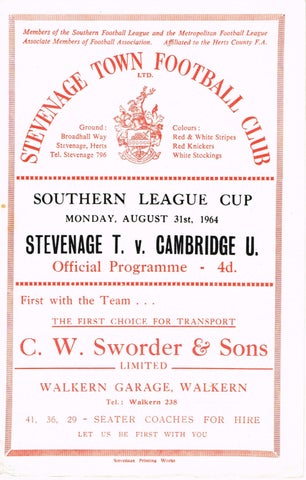 Members of the Southern Football League and the Metropolitan Football League
Associate Members of Football Association. Affiliated to the Herts County F.A.
STEVENAGE TOWN FOOTBALL CLUB
LTD.
Ground :
Broadhall Way
Stevenage, Herts
Tel. Stevenage 796
Colours :
Red & White Stripes
Red Knickers
White Stockings
SOUTHERN LEAGUE CUP
MONDAY, AUGUST 31st, 1964
STEVENAGE T. v. CAMBRIDGE U.
Official Programme - 4d.
First with the Team . . .
THE FIRST CHOICE FOR TRANSPORT
C. W. Sworder & Sons
LIMITED
WALKERN GARAGE, WALKERN
Tel : Walkern 238
41, 36, 29 - SEATER COACHES FOR HIRE
LET US BE FIRST WITH YOU
Stevenage Printing Works